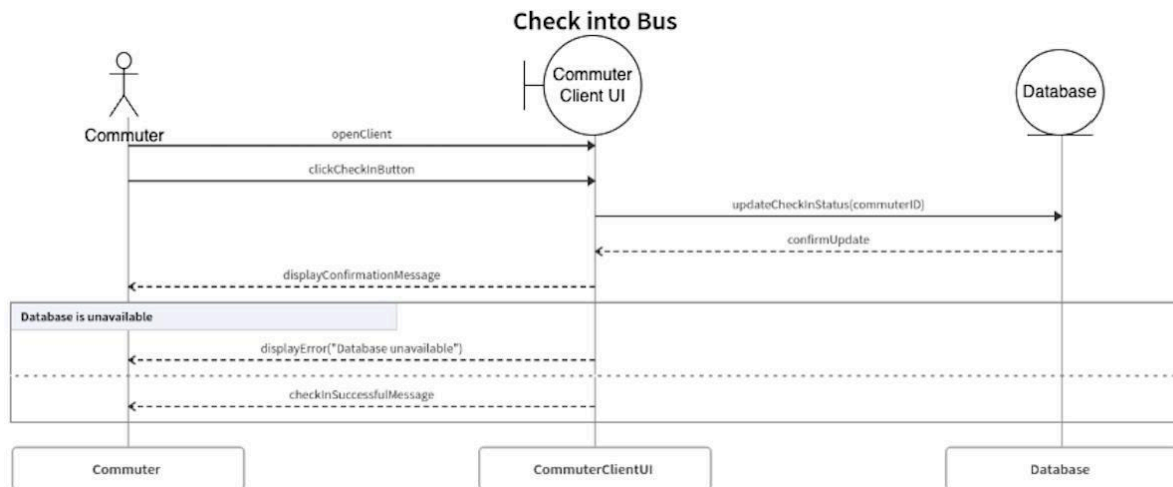 Check into Bus
Commuter
Client UI
Database
Commuter
openClient
clickCheckInButton
updateCheckInStatus(commuterID)
confirmUpdate
displayConfirmationMessage
Database is unavailable
displayError("Database unavailable")
checkInSuccessfulMessage
Commuter
CommuterClientUI
Database